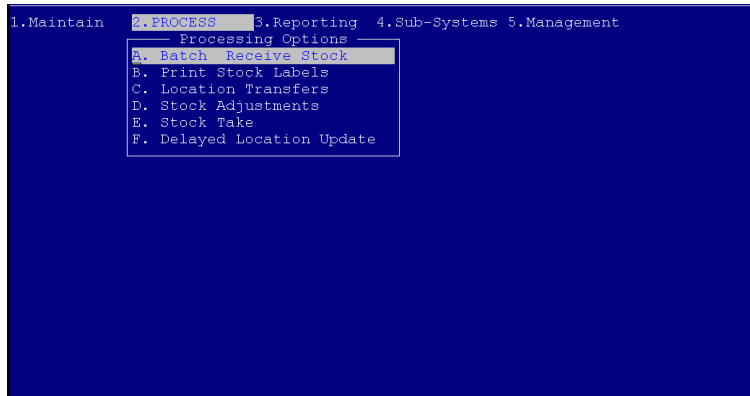 1.Maintain 2.PROCESS 3.Reporting 4.Sub-Systems 5.Management
Processing Options
A. Batch Receive Stock
B. Print Stock Labels
C. Location Transfers
D. Stock Adjustments
E. Stock Take
F. Delayed Location Update